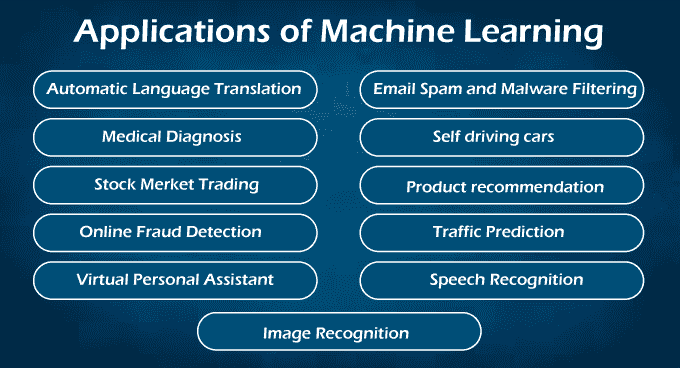 Applications of Machine Learning
Automatic Language Translation
Email Spam and Malware Filtering
Medical Diagnosis
Self driving cars
Stock Merket Trading
Product recommendation
Online Fraud Detection
Traffic Prediction
Virtual Personal Assistant
Speech Recognition
Image Recognition